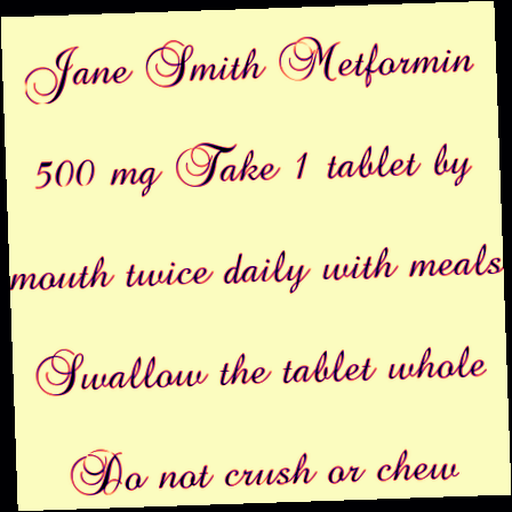 Jane Smith Metformin
500 mg Take 1 tablet by
mouth twice daily with meals
Swallow the tablet whole
Do not crush or chew